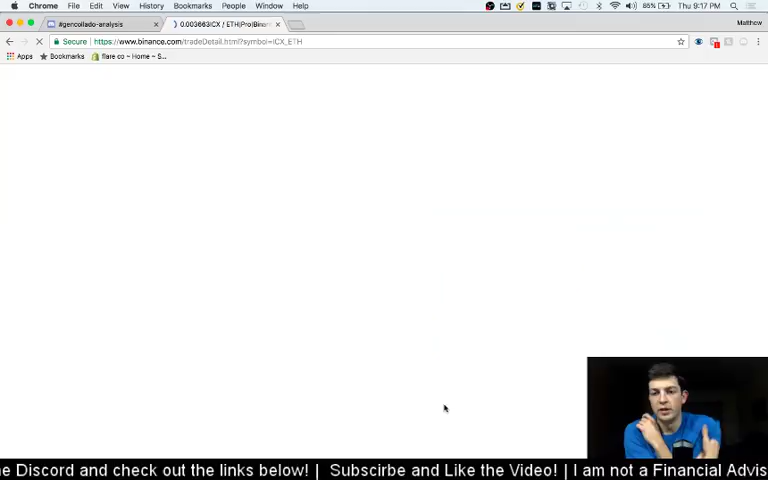 Chrome File Edit View History Bookmarks People Window Help 85% Thu 9:17 PM
#gencollado-analysis 0.003663ICX / ETH|Pro|Binan Matthew
Secure https://www.binance.com/tradeDetail.html?symbol=ICX_ETH
Apps Bookmarks flare co ~ Home ~ S...
e Discord and check out the links below! | Subscirbe and Like the Video! | I am not a Financial Advis